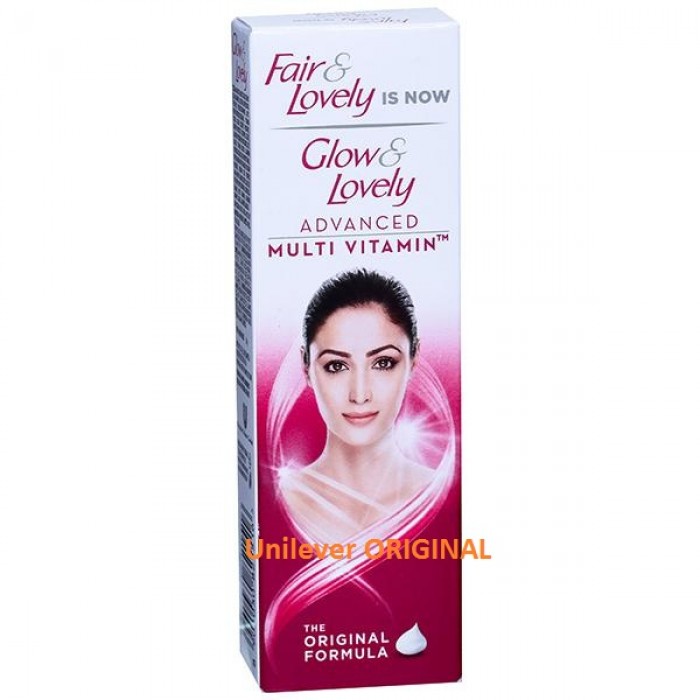 Fair &
Lovely IS NOW
Glow &
Lovely
ADVANCED
MULTI VITAMIN™
Unilever ORIGINAL
THE
ORIGINAL
FORMULA